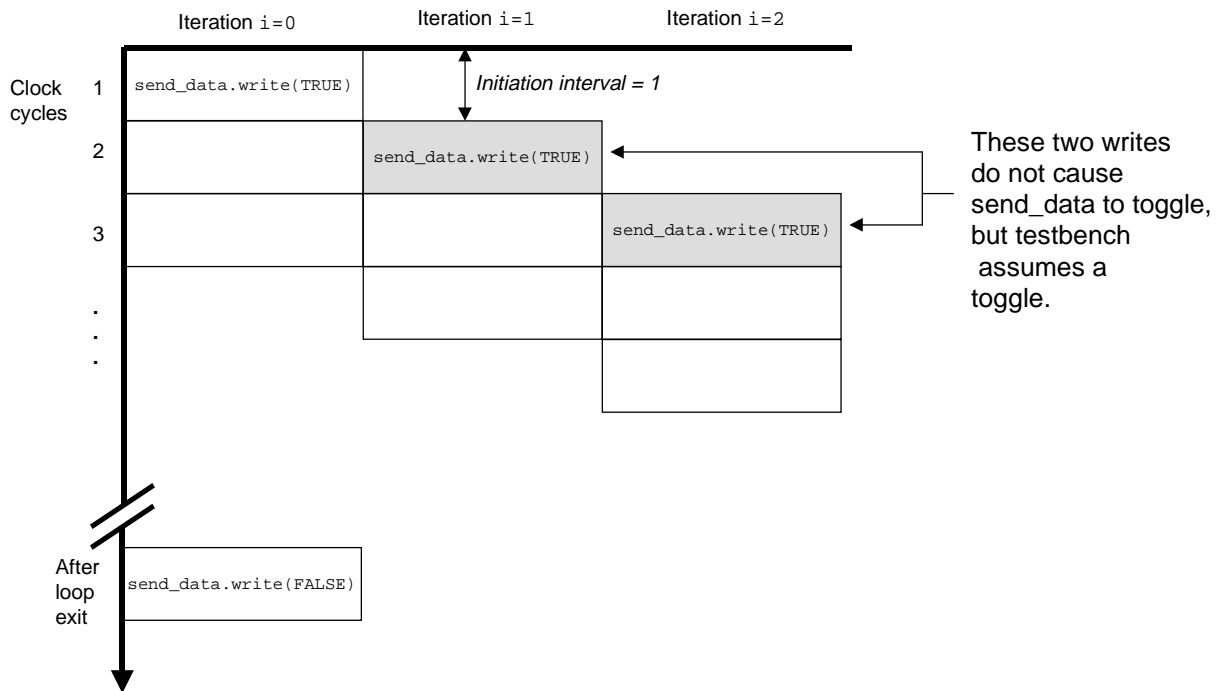 Iteration i=0
Iteration i=1
Iteration i=2
Clock
cycles
1
send_data.write(TRUE)
Initiation interval = 1
2
send_data.write(TRUE)
3
send_data.write(TRUE)
These two writes
do not cause
send_data to toggle,
but testbench
assumes a
toggle.
.
.
.
After
loop
exit
send_data.write(FALSE)